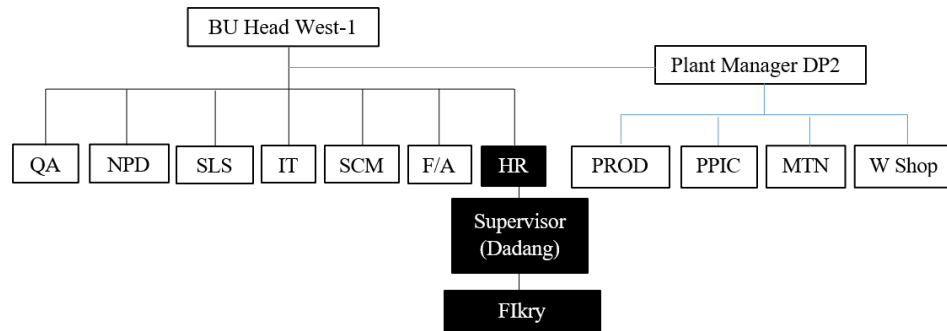 BU Head West-1
Plant Manager DP2
QA
NPD
SLS
IT
SCM
F/A
HR
PROD
PPIC
MTN
W Shop
Supervisor
(Dadang)
FIkry